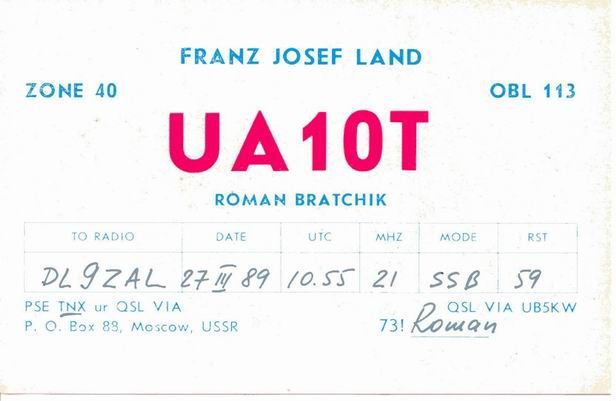 FRANZ JOSEF LAND
ZONE 40 OBL 113
UA1OT
ROMAN BRATCHIK
TO RADIO DATE UTC MHZ MODE RST
DL9ZAL 27 III 89 10.55 21 SSB 59
PSE TNX ur QSL VIA QSL VIA UB5KW
P. O. Box 88, Moscow, USSR 73! Roman